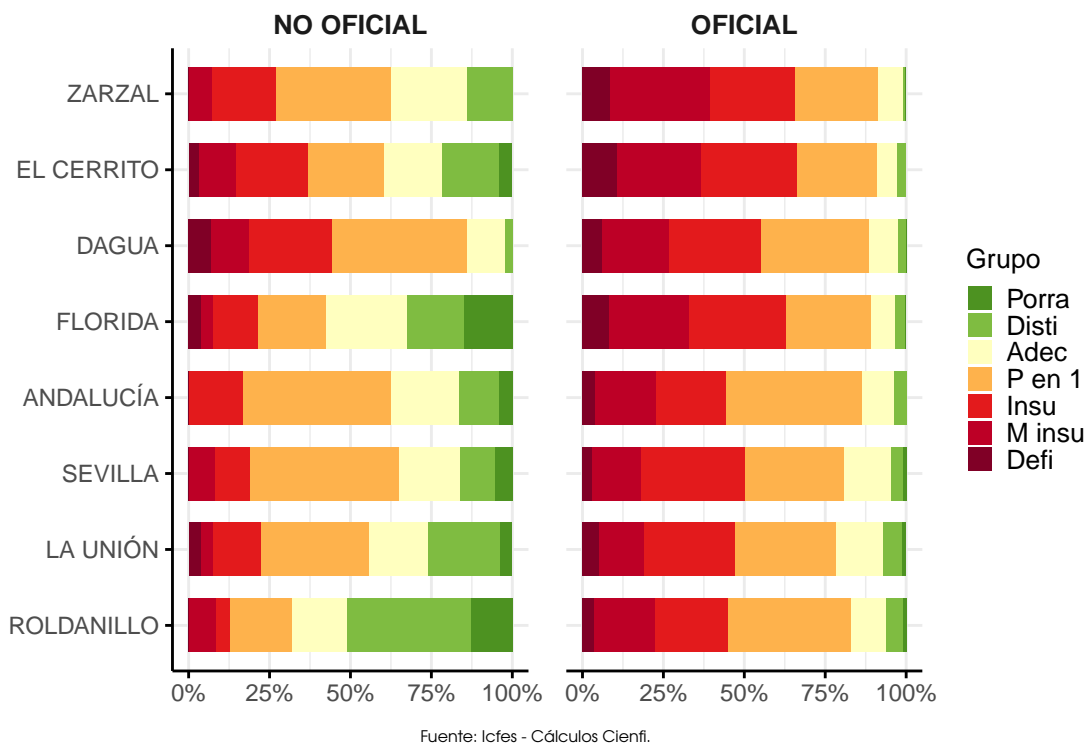 NO OFICIAL
OFICIAL
ZARZAL
EL CERRITO
DAGUA
FLORIDA
ANDALUCÍA
SEVILLA
LA UNIÓN
ROLDANILLO
0% 25% 50% 75% 100%
0% 25% 50% 75% 100%
Grupo
Porra
Disti
Adec
P en 1
Insu
M insu
Defi
Fuente: Icfes - Cálculos Cienfi.